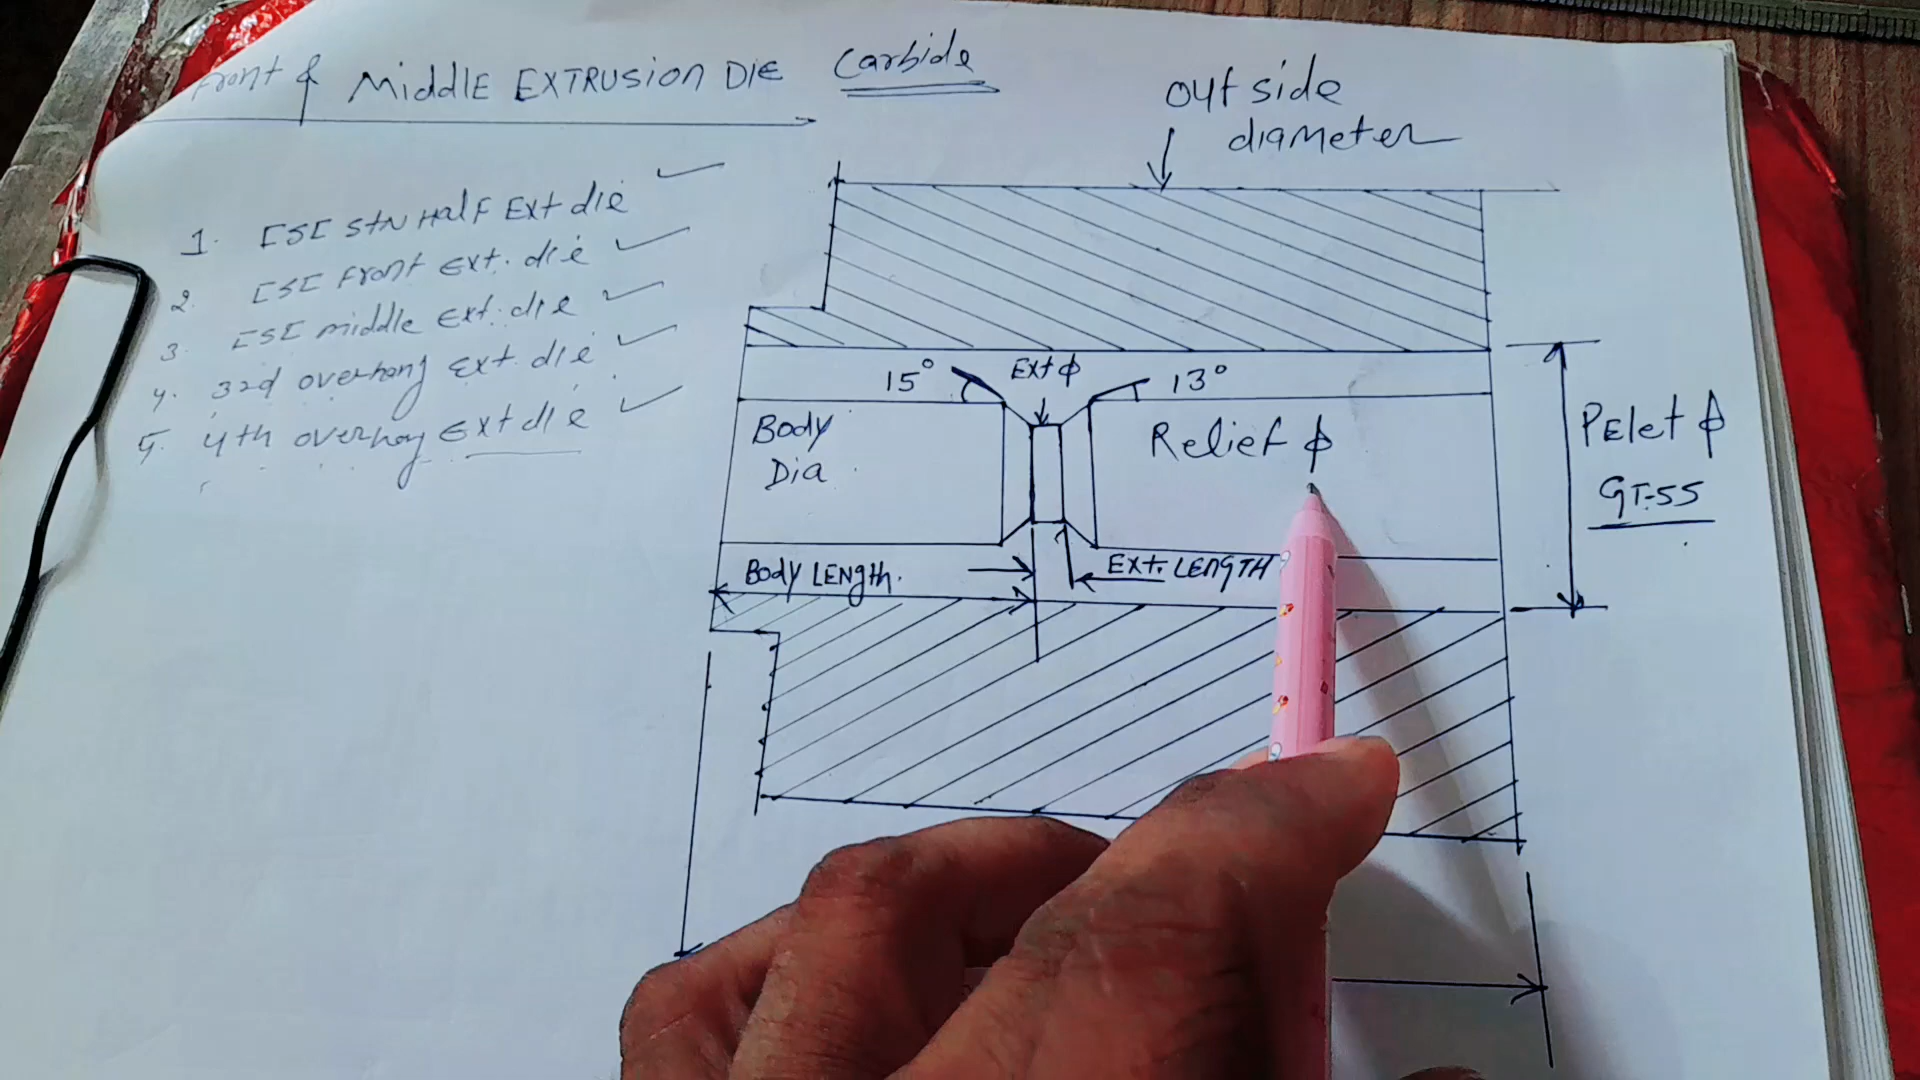 Front & MiddLE EXTRUSION DIE Carbide
1. ESE STN HalF Ext die
2. ESE Front Ext. die
3. ESE middle Ext. die
4. 3rd overhang Ext. die
5. 4th overhang Ext die
out side
diameter
15° Ext ϕ 13°
Body
Dia
Relief ϕ
PElet ϕ
GT-55
Body LENgth.
Ext. LENGTH